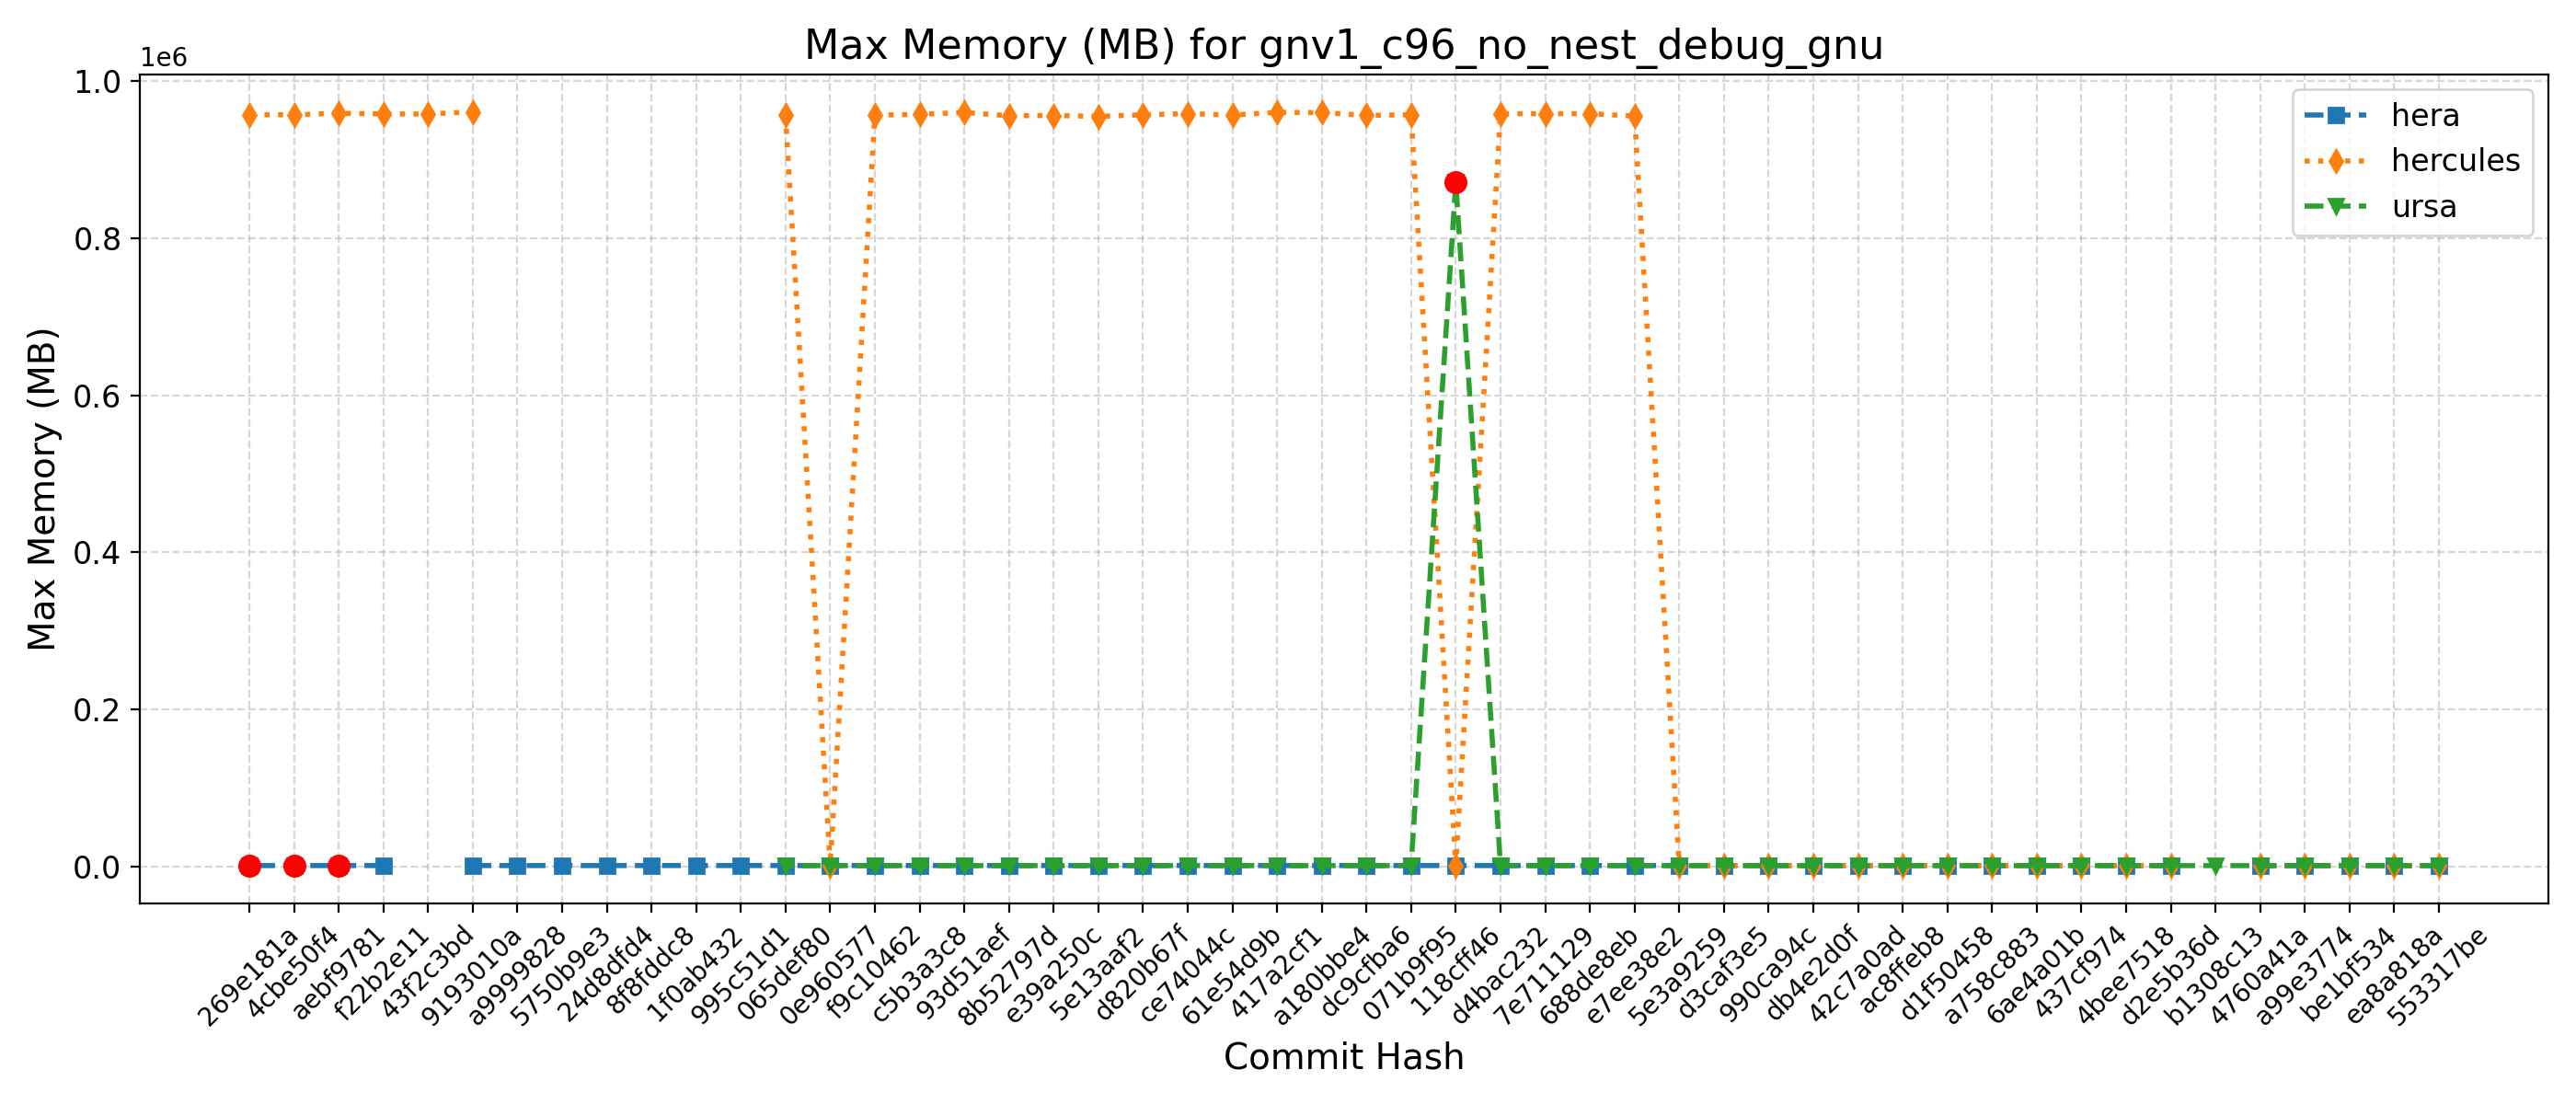 Max Memory (MB) for gnv1_c96_no_nest_debug_gnu
1e6
1.0
0.8
0.6
0.4
0.2
0.0
Max Memory (MB)
hera
hercules
ursa
269e181a
4cbe50f4
aebf9781
f22b2e11
43f2c3bd
9193010a
a9999828
5750b9e3
24d8dfd4
8f8fddc8
1f0ab432
995c51d1
065def80
0e960577
f9c10462
c5b3a3c8
93d51aef
8b52797d
e39a250c
5e13aaf2
d820b67f
ce74044c
61e54d9b
417a2cf1
a180bbe4
dc9cfba6
071b9f95
118cff46
d4bac232
7e711129
688de8eb
e7ee38e2
5e3a9259
d3caf3e5
990ca94c
db4e2d0f
42c7a0ad
ac8ffeb8
d1f50458
a758c883
6ae4a01b
437cf974
4bee7518
d2e5b36d
b1308c13
4760a41a
a99e3774
be1bf534
ea8a818a
553317be
Commit Hash